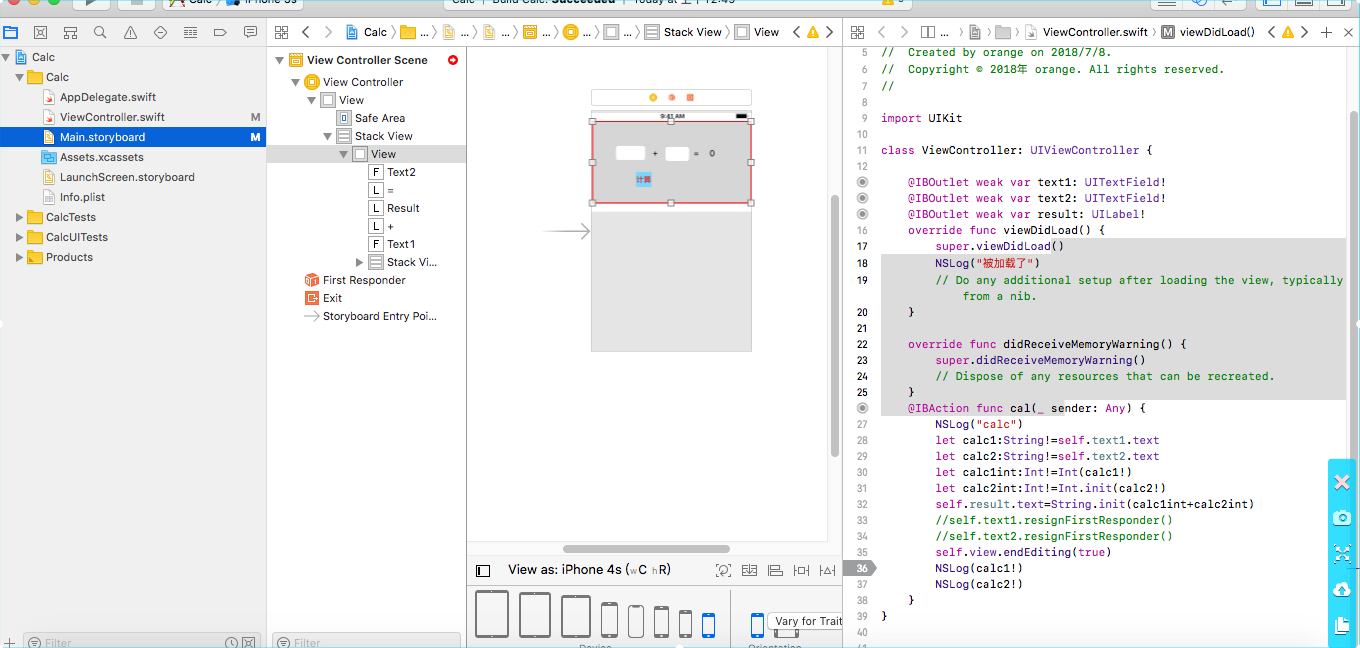 Calc
iPhone 5s
Calc
Build Calc: Succeeded
Today at 上午 12:45
Calc
...
...
...
...
...
...
Stack View
View
ViewController.swift
viewDidLoad()
Calc
Calc
AppDelegate.swift
ViewController.swift M
Main.storyboard M
Assets.xcassets
LaunchScreen.storyboard
Info.plist
CalcTests
CalcUITests
Products
Filter
View Controller Scene
View Controller
View
Safe Area
Stack View
View
F Text2
L =
L Result
L +
F Text1
Stack Vi...
First Responder
Exit
Storyboard Entry Poi...
Filter
9:41 AM
+ = 0
计算
View as: iPhone 4s (wC hR)
Vary for Trait
Device
Orientation
5 // Created by orange on 2018/7/8.
6 // Copyright © 2018年 orange. All rights reserved.
7 //
8
9 import UIKit
10
11 class ViewController: UIViewController {
12
@IBOutlet weak var text1: UITextField!
@IBOutlet weak var text2: UITextField!
@IBOutlet weak var result: UILabel!
16 override func viewDidLoad() {
17 super.viewDidLoad()
18 NSLog("被加载了")
19 // Do any additional setup after loading the view, typically
from a nib.
20 }
21
22 override func didReceiveMemoryWarning() {
23 super.didReceiveMemoryWarning()
24 // Dispose of any resources that can be recreated.
25 }
@IBAction func cal(_ sender: Any) {
27 NSLog("calc")
28 let calc1:String!=self.text1.text
29 let calc2:String!=self.text2.text
30 let calc1int:Int!=Int(calc1!)
31 let calc2int:Int!=Int.init(calc2!)
32 self.result.text=String.init(calc1int+calc2int)
33 //self.text1.resignFirstResponder()
34 //self.text2.resignFirstResponder()
35 self.view.endEditing(true)
36 NSLog(calc1!)
37 NSLog(calc2!)
38 }
39 }
40
41